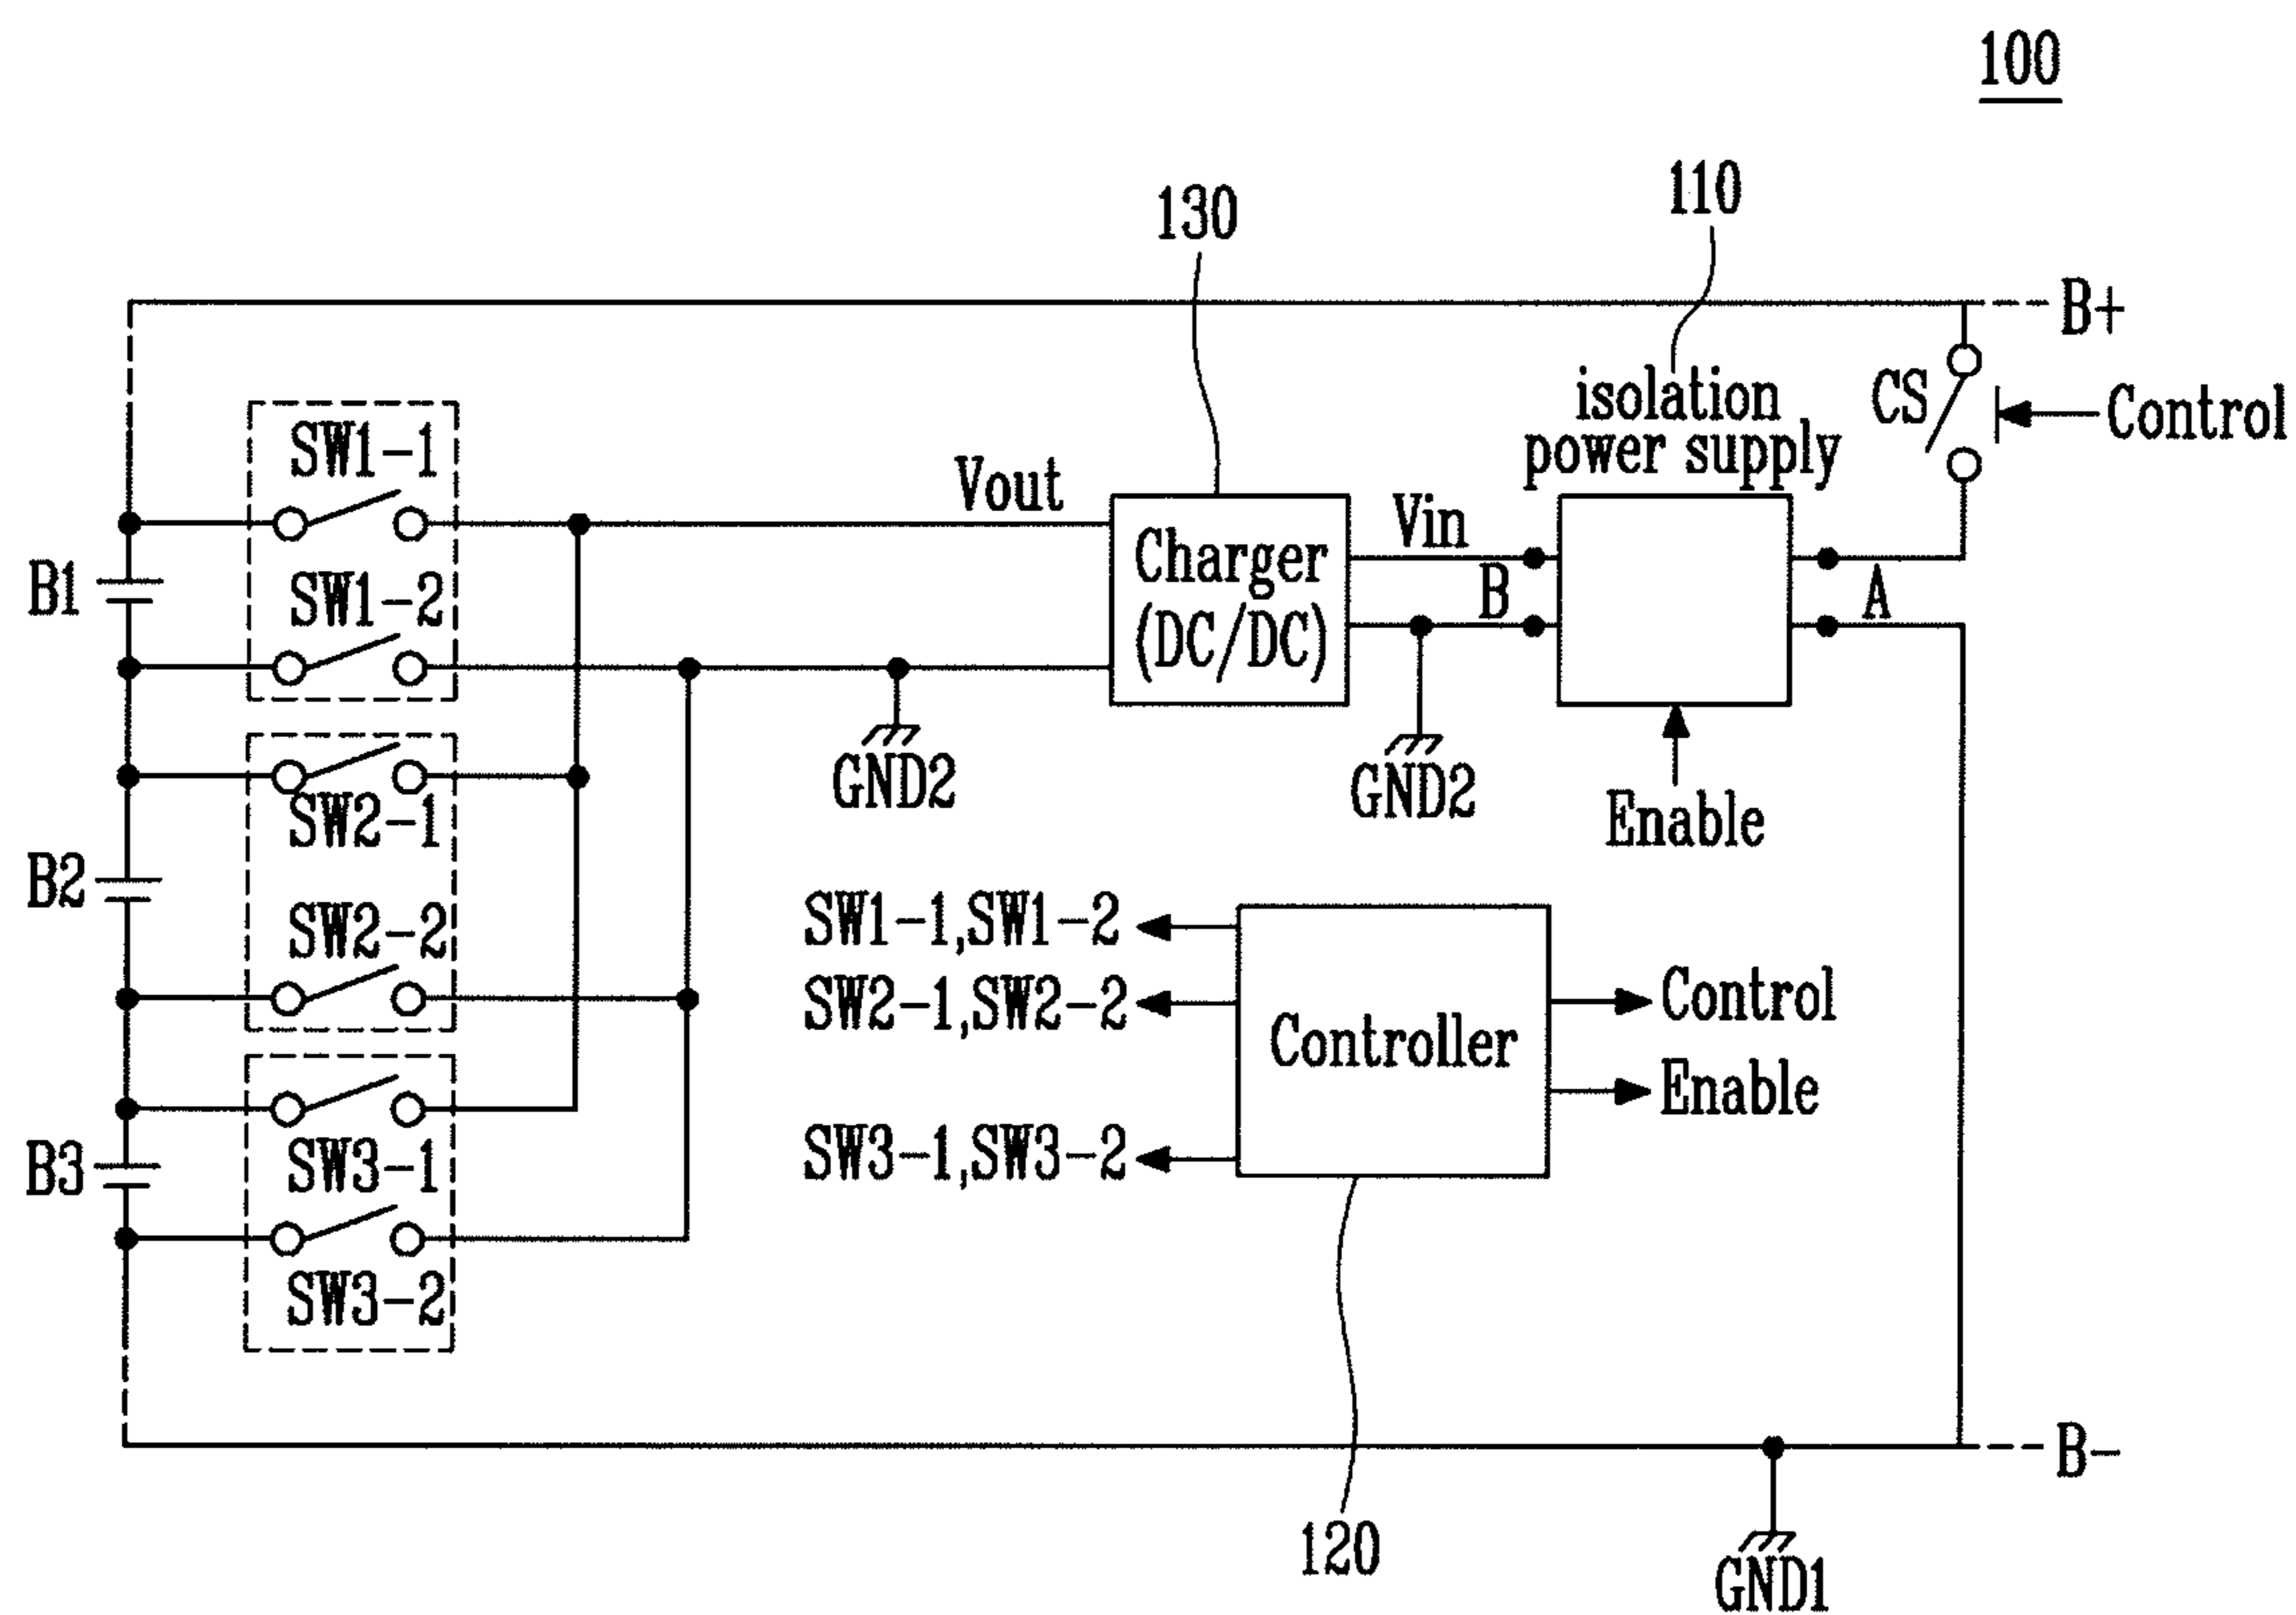 100
110
130
B+
isolation
power supply
CS
Control
SW1-1
Vout
Vin
Charger
(DC/DC)
B
A
B1
SW1-2
GND2
GND2
Enable
SW2-1
B2
SW2-2
SW1-1,SW1-2
SW2-1,SW2-2
SW3-1,SW3-2
Controller
Control
Enable
B3
SW3-1
SW3-2
B-
120
GND1